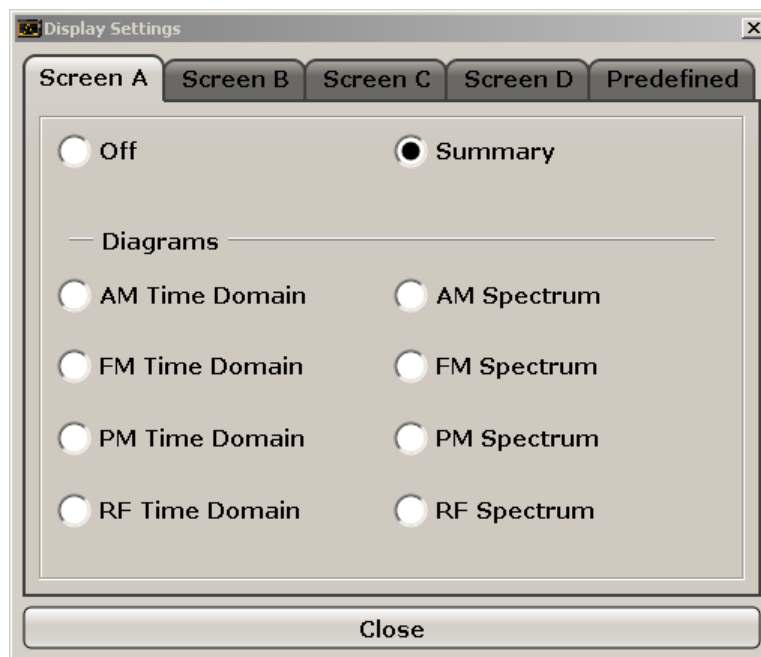 Display Settings
Screen A Screen B Screen C Screen D Predefined
Off Summary
Diagrams
AM Time Domain AM Spectrum
FM Time Domain FM Spectrum
PM Time Domain PM Spectrum
RF Time Domain RF Spectrum
Close